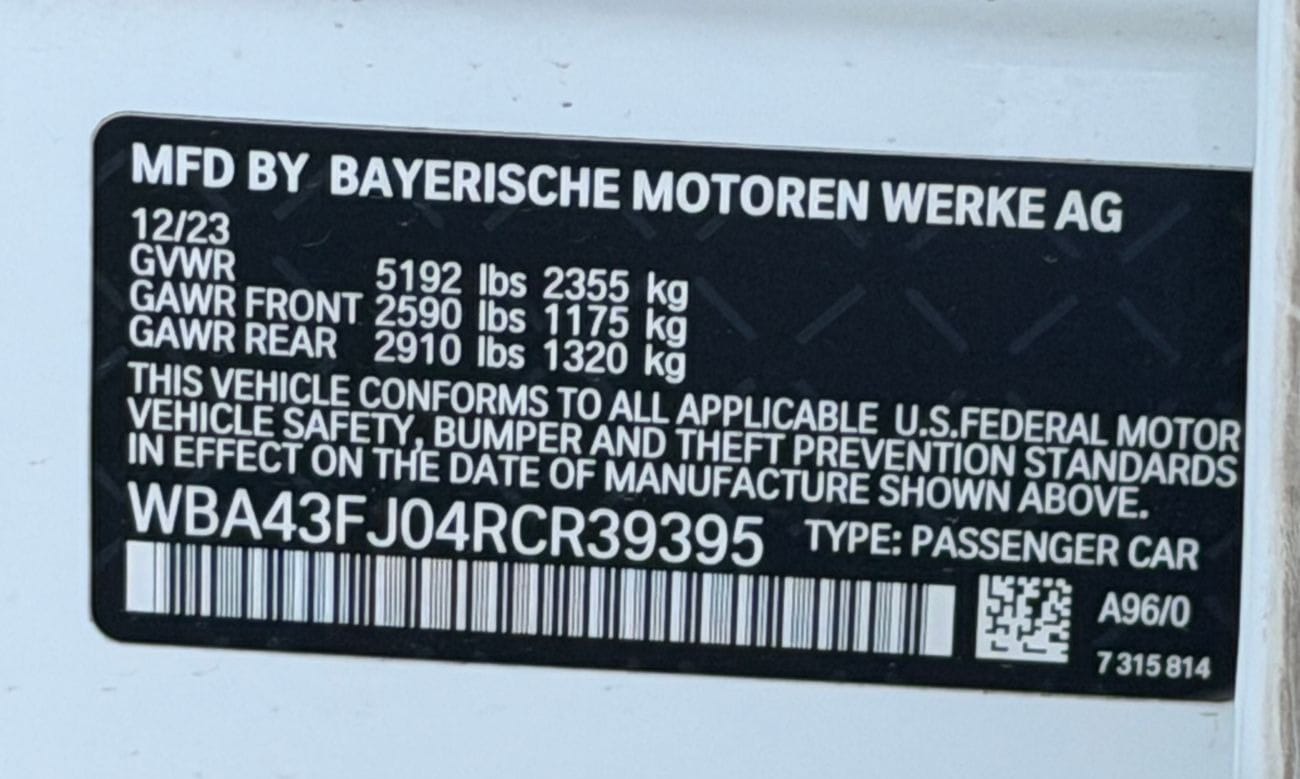 MFD BY BAYERISCHE MOTOREN WERKE AG
12/23
GVWR 5192 lbs 2355 kg
GAWR FRONT 2590 lbs 1175 kg
GAWR REAR 2910 lbs 1320 kg
THIS VEHICLE CONFORMS TO ALL APPLICABLE U.S.FEDERAL MOTOR
VEHICLE SAFETY, BUMPER AND THEFT PREVENTION STANDARDS
IN EFFECT ON THE DATE OF MANUFACTURE SHOWN ABOVE.
WBA43FJ04RCR39395 TYPE: PASSENGER CAR
A96/0
7 315 814